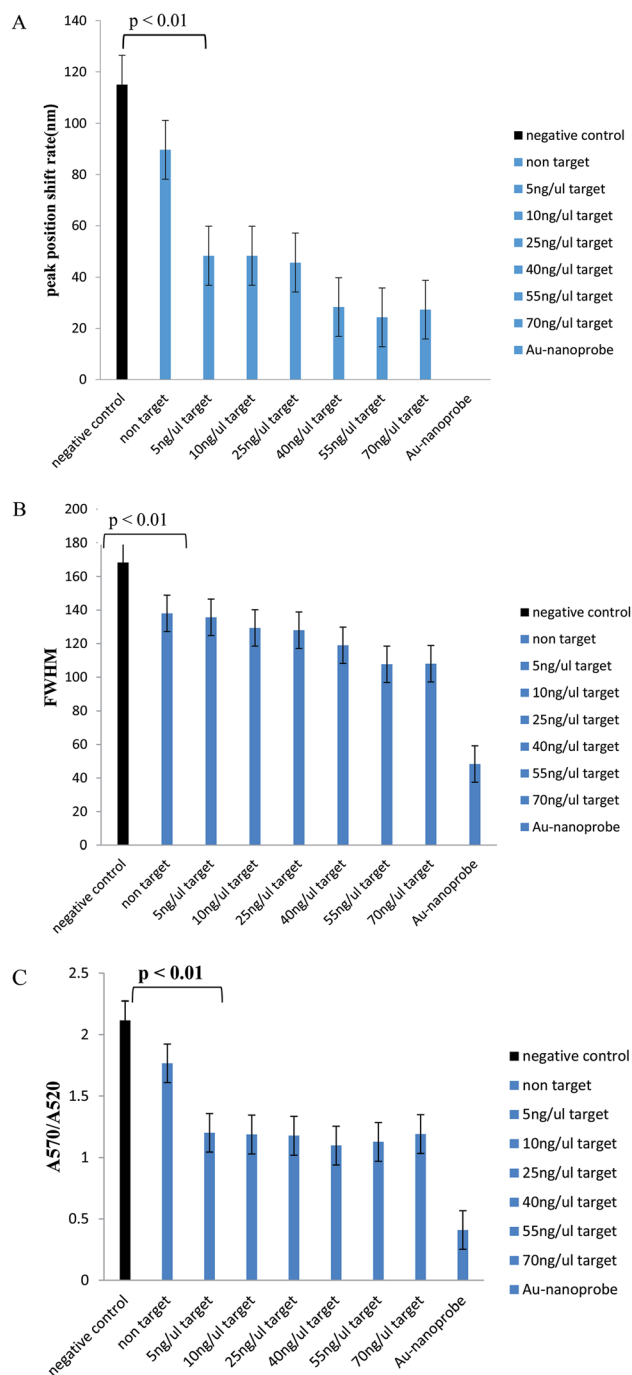 A
p < 0.01
peak position shift rate(nm)
140
120
100
80
60
40
20
0
negative control
non target
5ng/ul target
10ng/ul target
25ng/ul target
40ng/ul target
55ng/ul target
70ng/ul target
Au-nanoprobe
negative control
non target
5ng/ul target
10ng/ul target
25ng/ul target
40ng/ul target
55ng/ul target
70ng/ul target
Au-nanoprobe
B
p < 0.01
FWHM
200
180
160
140
120
100
80
60
40
20
0
negative control
non target
5ng/ul target
10ng/ul target
25ng/ul target
40ng/ul target
55ng/ul target
70ng/ul target
Au-nanoprobe
negative control
non target
5ng/ul target
10ng/ul target
25ng/ul target
40ng/ul target
55ng/ul target
70ng/ul target
Au-nanoprobe
C
p < 0.01
A570/A520
2.5
2
1.5
1
0.5
0
negative control
non target
5ng/ul target
10ng/ul target
25ng/ul target
40ng/ul target
55ng/ul target
70ng/ul target
Au-nanoprobe
negative control
non target
5ng/ul target
10ng/ul target
25ng/ul target
40ng/ul target
55ng/ul target
70ng/ul target
Au-nanoprobe